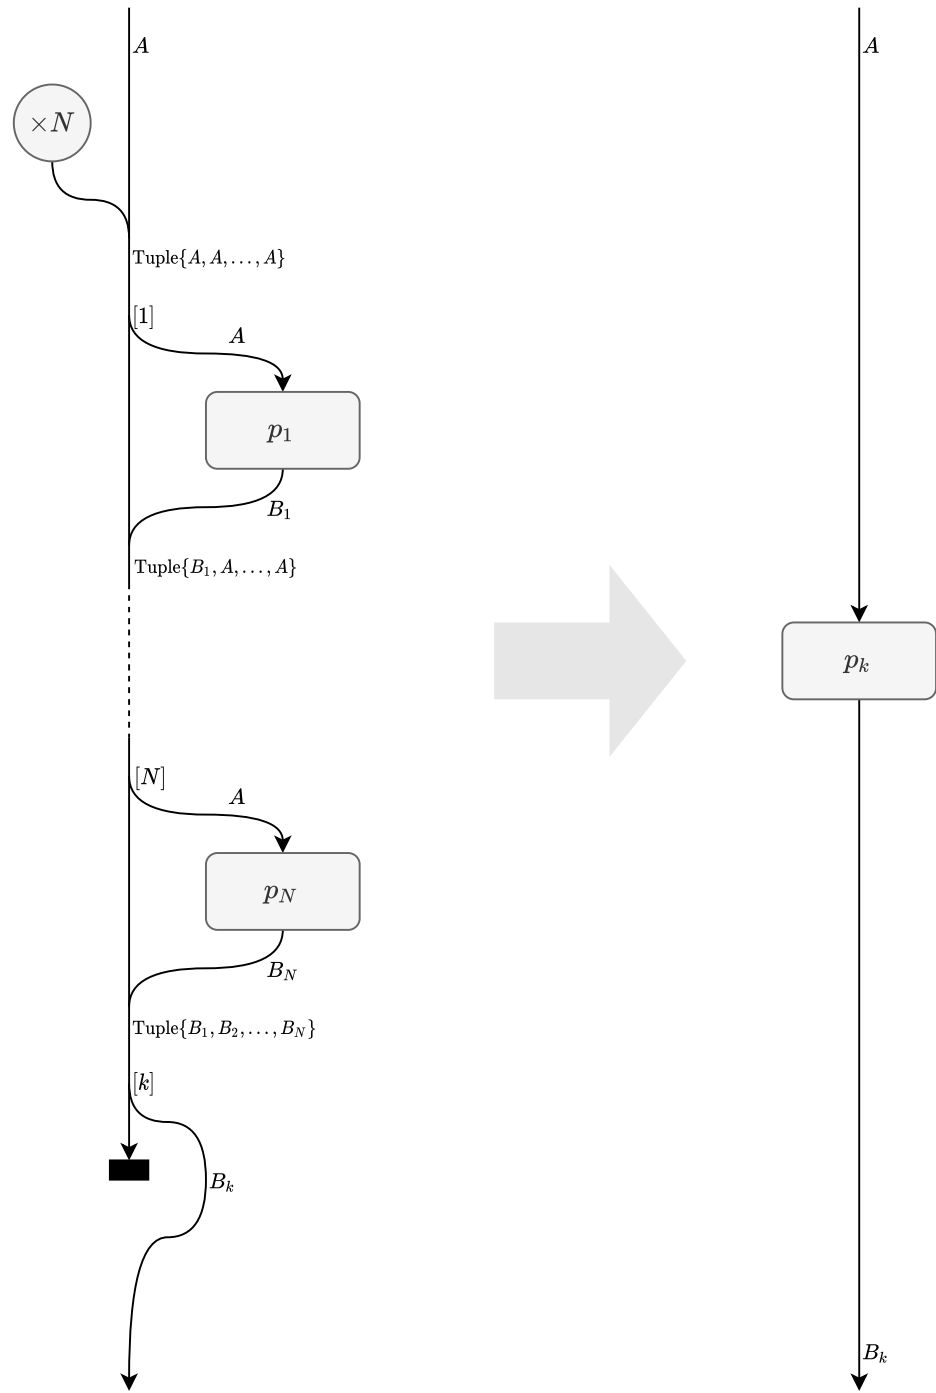 A
×N
Tuple{A, A, …, A}
[1]
A
p₁
B₁
Tuple{B₁, A, …, A}
[N]
A
p_N
B_N
Tuple{B₁, B₂, …, B_N}
[k]
B_k
A
p_k
B_k